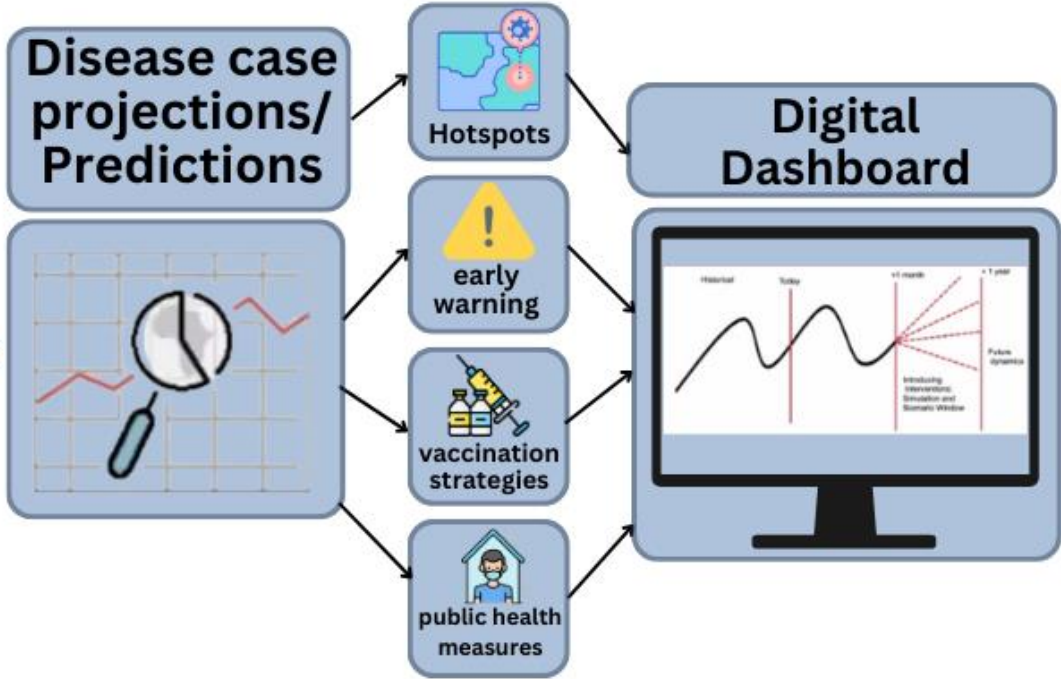 Disease case
projections/
Predictions
Hotspots
early
warning
vaccination
strategies
public health
measures
Digital
Dashboard
Historical
Today
+1 month
+ 1 year
Future
dynamics
Introducing
Interventions:
Simulation and
Window